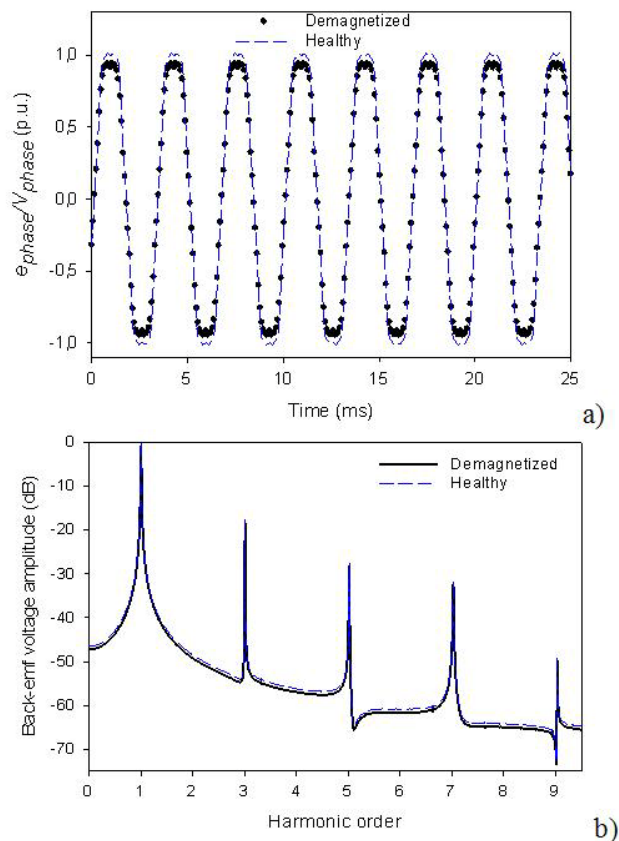 Demagnetized
Healthy
1,0
0,5
0,0
-0,5
-1,0
e_phase/V_phase (p.u.)
0 5 10 15 20 25
Time (ms)
a)
Demagnetized
Healthy
0
-10
-20
-30
-40
-50
-60
-70
Back-emf voltage amplitude (dB)
0 1 2 3 4 5 6 7 8 9
Harmonic order
b)